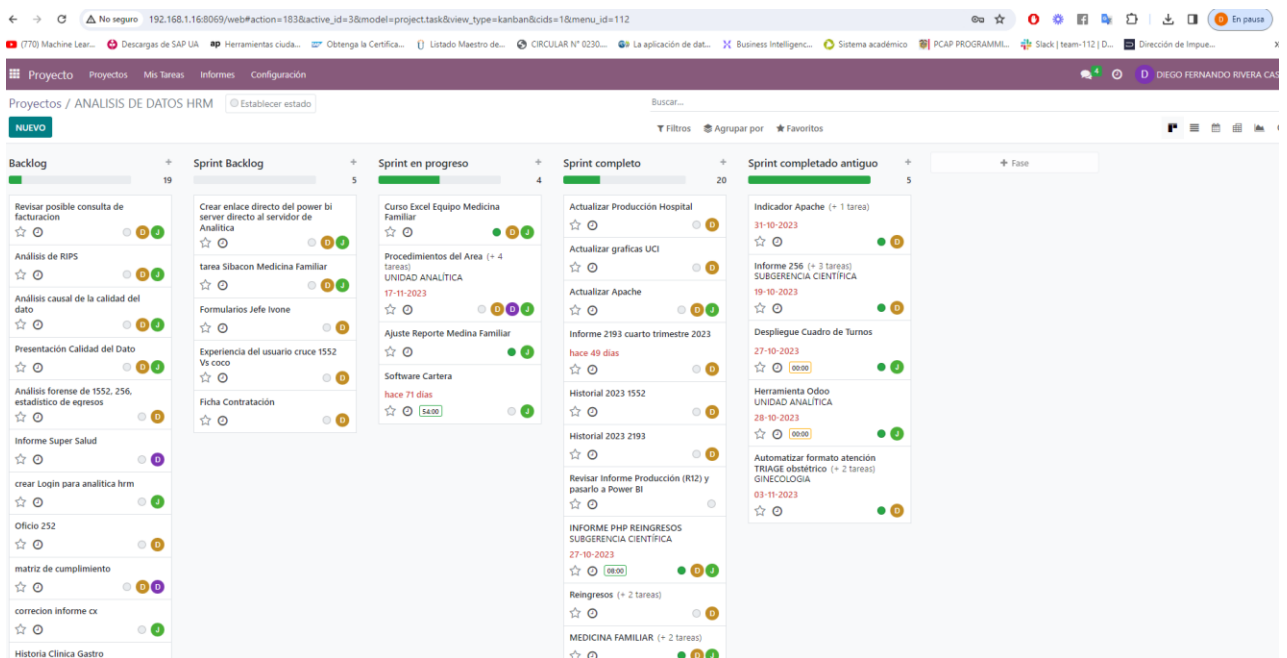 No seguro 192.168.1.16:8069/web#action=183&active_id=3&model=project.task&view_type=kanban&cids=1&menu_id=112
En pausa
(770) Machine Lear...
Descargas de SAP UA
Herramientas ciuda...
Obtenga la Certifica...
Listado Maestro de...
CIRCULAR N° 0230....
La aplicación de dat...
Business Intelligenc...
Sistema académico
PCAP PROGRAMMI...
Slack | team-112 | D...
Dirección de Impue...
Proyecto Proyectos Mis Tareas Informes Configuración
4
D DIEGO FERNANDO RIVERA CAS
Proyectos / ANALISIS DE DATOS HRM
Establecer estado
Buscar...
NUEVO
Filtros
Agrupar por
Favoritos
Backlog +
19
Revisar posible consulta de
facturacion
D J
Análisis de RIPS
D J
Análisis causal de la calidad del
dato
D J
Presentación Calidad del Dato
D J
Análisis forense de 1552, 256,
estadístico de egresos
D
Informe Super Salud
D
crear Login para analitica hrm
J
Oficio 252
D
matriz de cumplimiento
D D
correcion informe cx
J
Historia Clinica Gastro
Sprint Backlog +
5
Crear enlace directo del power bi
server directo al servidor de
Analitica
D J
tarea Sibacon Medicina Familiar
D J
Formularios Jefe Ivone
D
Experiencia del usuario cruce 1552
Vs coco
D
Ficha Contratación
D
Sprint en progreso +
4
Curso Excel Equipo Medicina
Familiar
D J
Procedimientos del Area (+ 4
tareas)
UNIDAD ANALÍTICA
17-11-2023
D D J
Ajuste Reporte Medina Familiar
J
Software Cartera
hace 71 días
54:00
J
Sprint completo +
20
Actualizar Producción Hospital
D
Actualizar graficas UCI
D
Actualizar Apache
D J
Informe 2193 cuarto trimestre 2023
hace 49 días
D
Historial 2023 1552
D
Historial 2023 2193
D
Revisar Informe Producción (R12) y
pasarlo a Power BI
INFORME PHP REINGRESOS
SUBGERENCIA CIENTÍFICA
27-10-2023
08:00
D J
Reingresos (+ 2 tareas)
D
MEDICINA FAMILIAR (+ 2 tareas)
D J
Sprint completado antiguo +
5
Indicador Apache (+ 1 tarea)
31-10-2023
D
Informe 256 (+ 3 tareas)
SUBGERENCIA CIENTÍFICA
19-10-2023
D
Despliegue Cuadro de Turnos
27-10-2023
00:00
J
Herramienta Odoo
UNIDAD ANALÍTICA
28-10-2023
00:00
J
Automatizar formato atención
TRIAGE obstétrico (+ 2 tareas)
GINECOLOGIA
03-11-2023
D
+ Fase